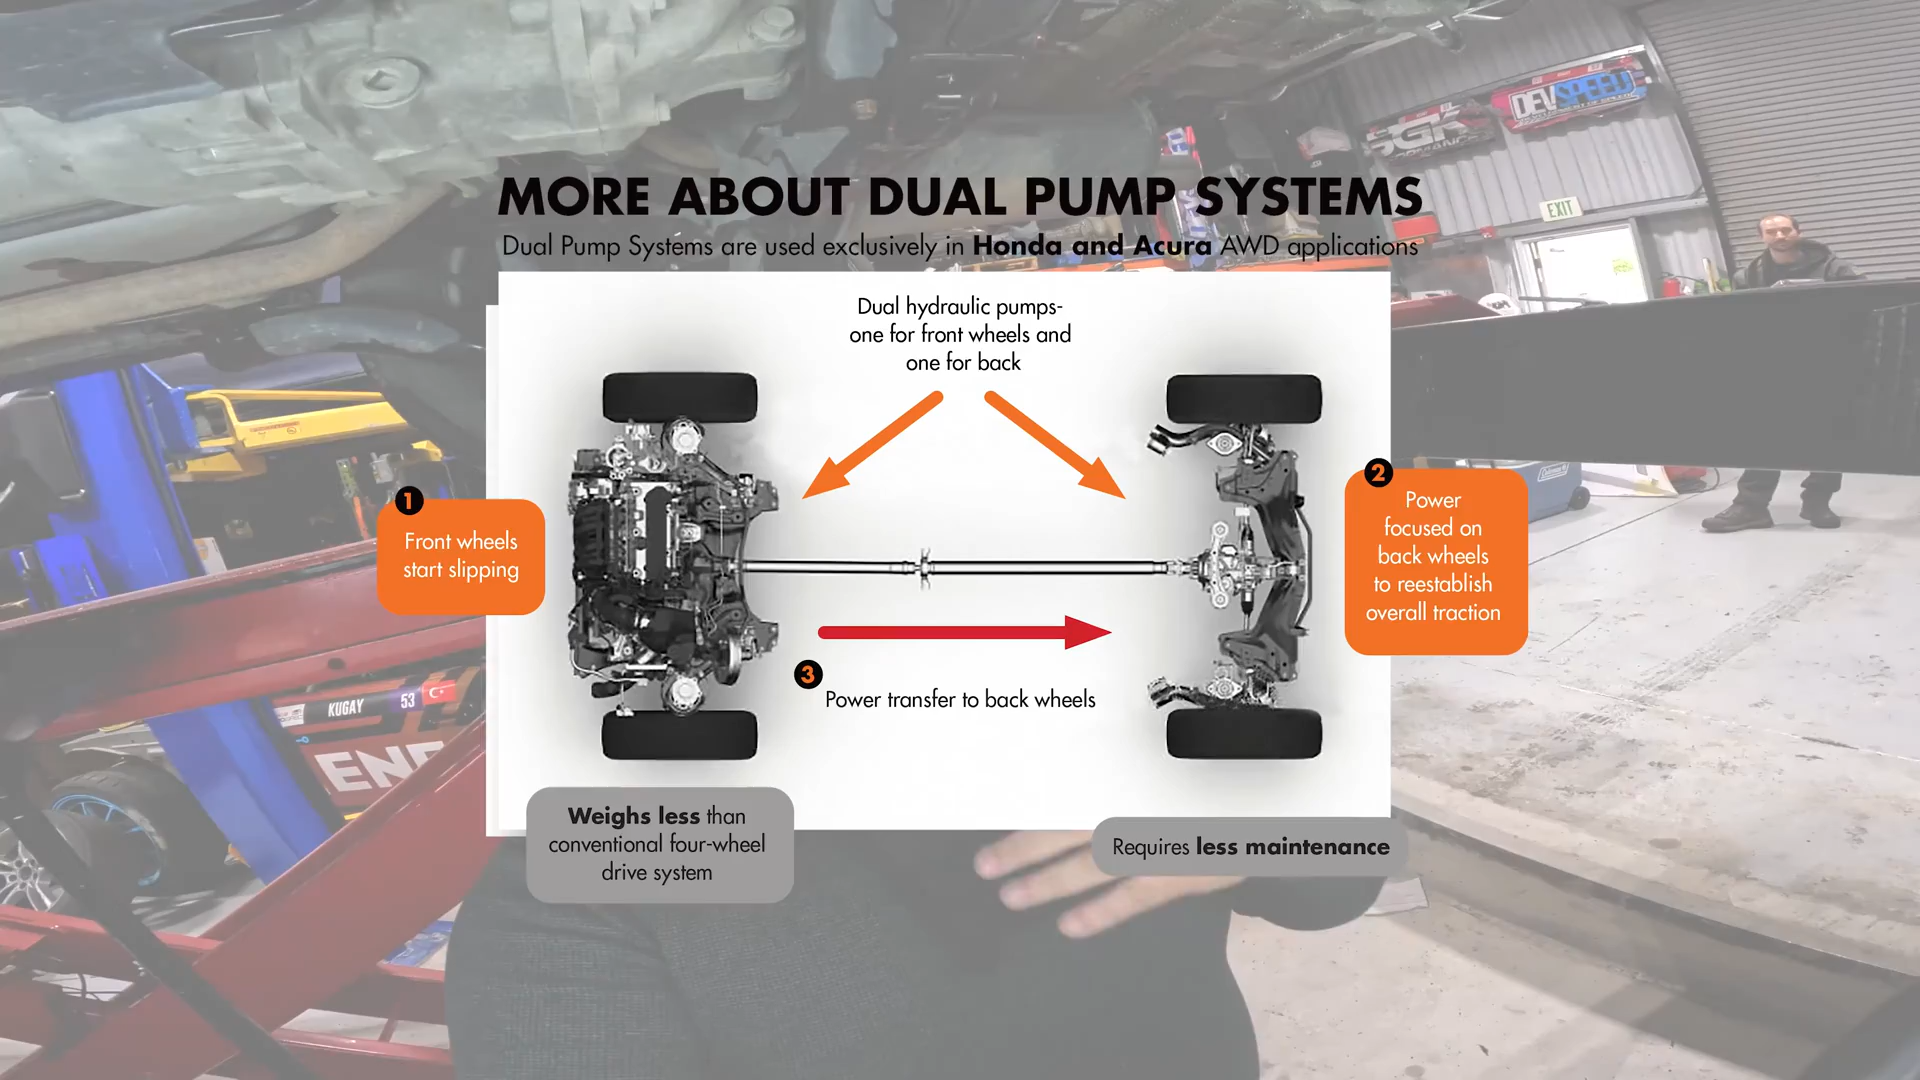 DEVSPEED
SGK
EXIT
MORE ABOUT DUAL PUMP SYSTEMS
Dual Pump Systems are used exclusively in Honda and Acura AWD applications
Dual hydraulic pumps-
one for front wheels and
one for back
1
Front wheels
start slipping
2
Power
focused on
back wheels
to reestablish
overall traction
3
Power transfer to back wheels
KUGAY 53
Weighs less than
conventional four-wheel
drive system
Requires less maintenance